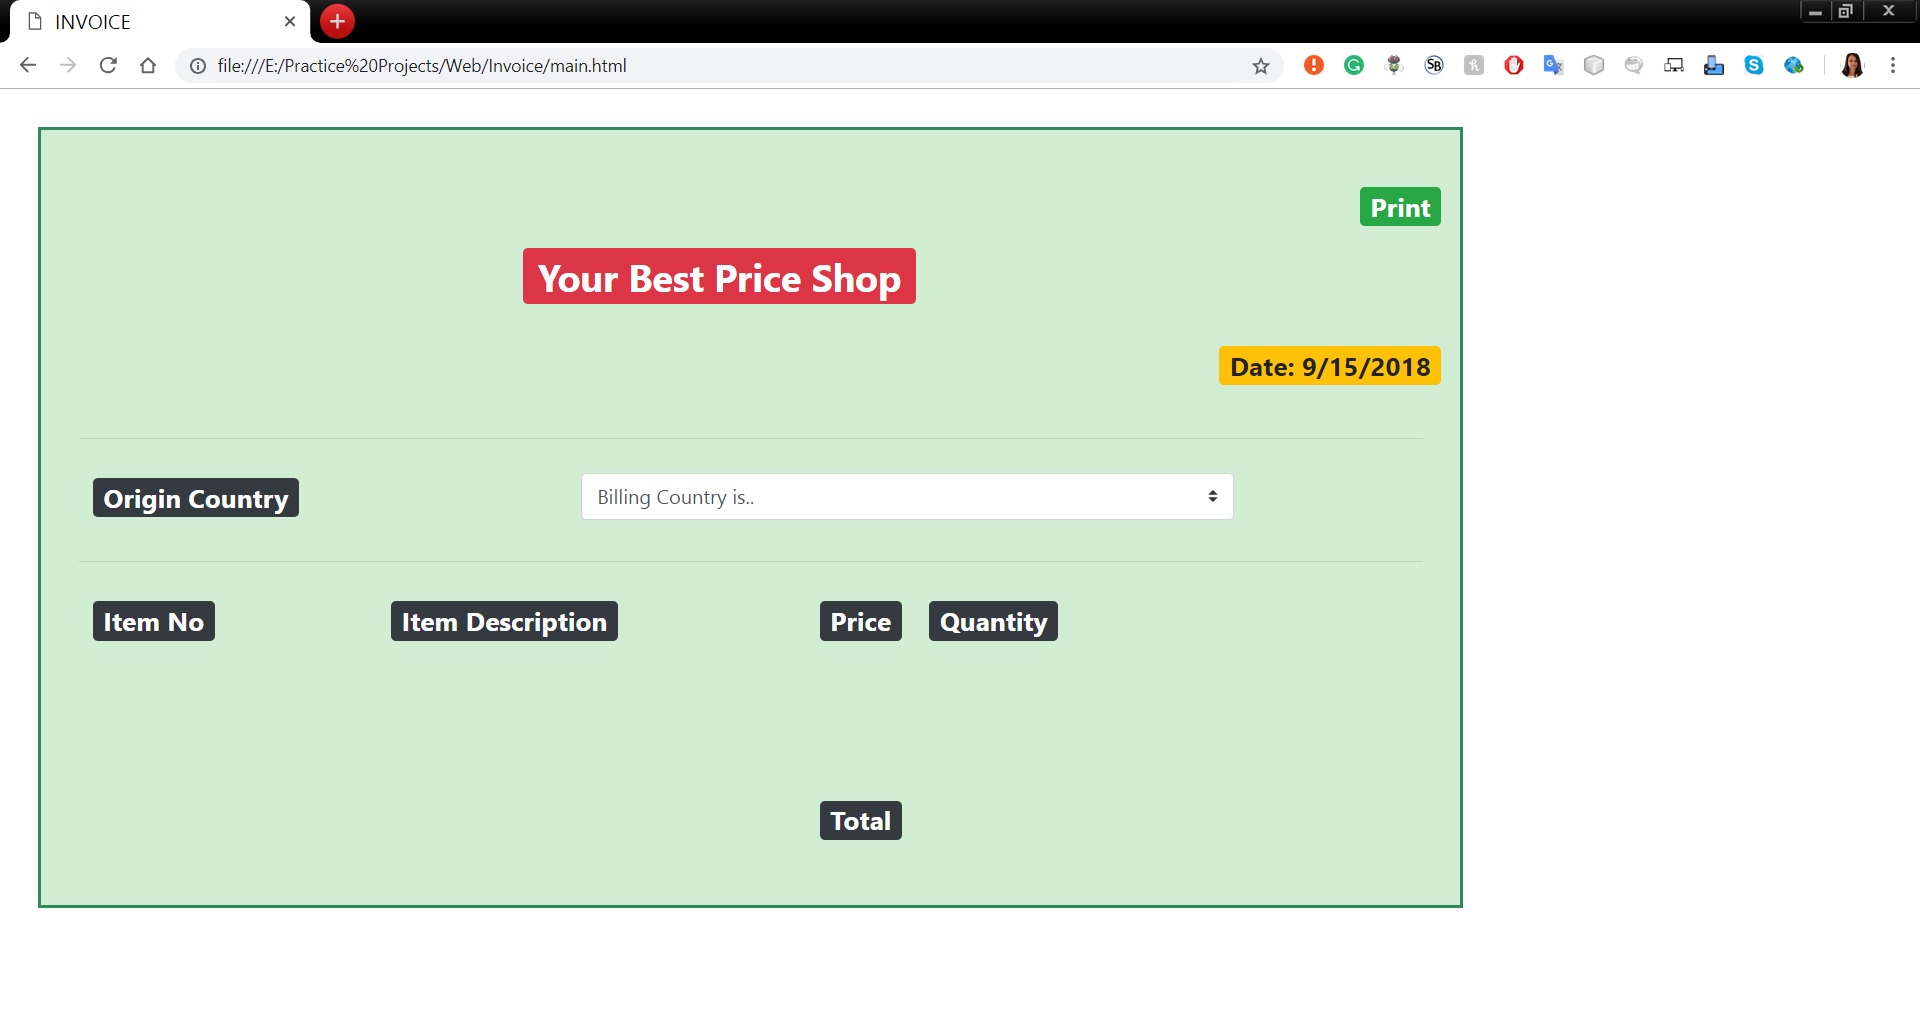 INVOICE
file:///E:/Practice%20Projects/Web/Invoice/main.html
Print
Your Best Price Shop
Date: 9/15/2018
Origin Country
Billing Country is..
Item No
Item Description
Price
Quantity
Total